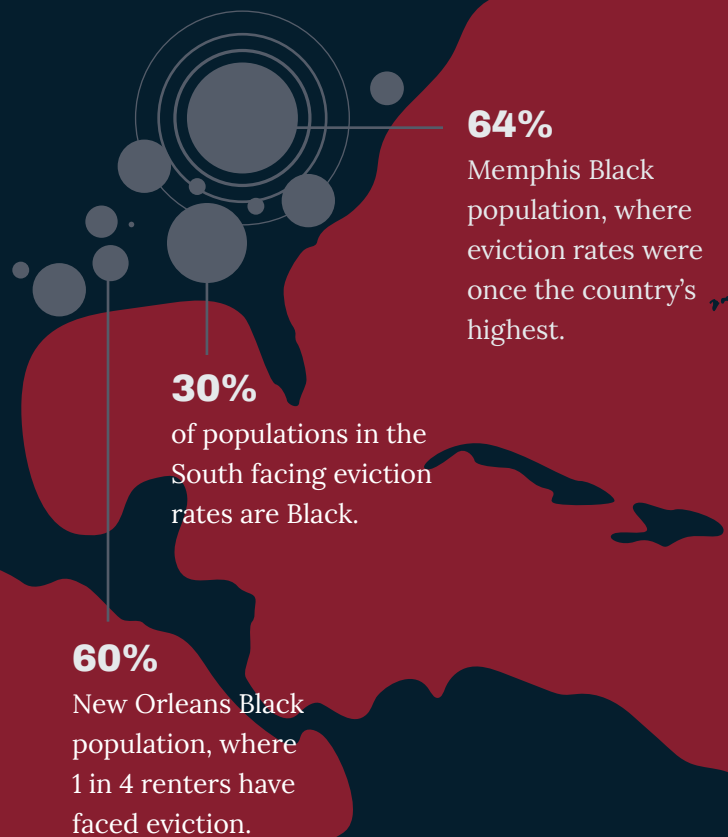 64%
Memphis Black
population, where
eviction rates were
once the country’s
highest.
30%
of populations in the
South facing eviction
rates are Black.
60%
New Orleans Black
population, where
1 in 4 renters have
faced eviction.